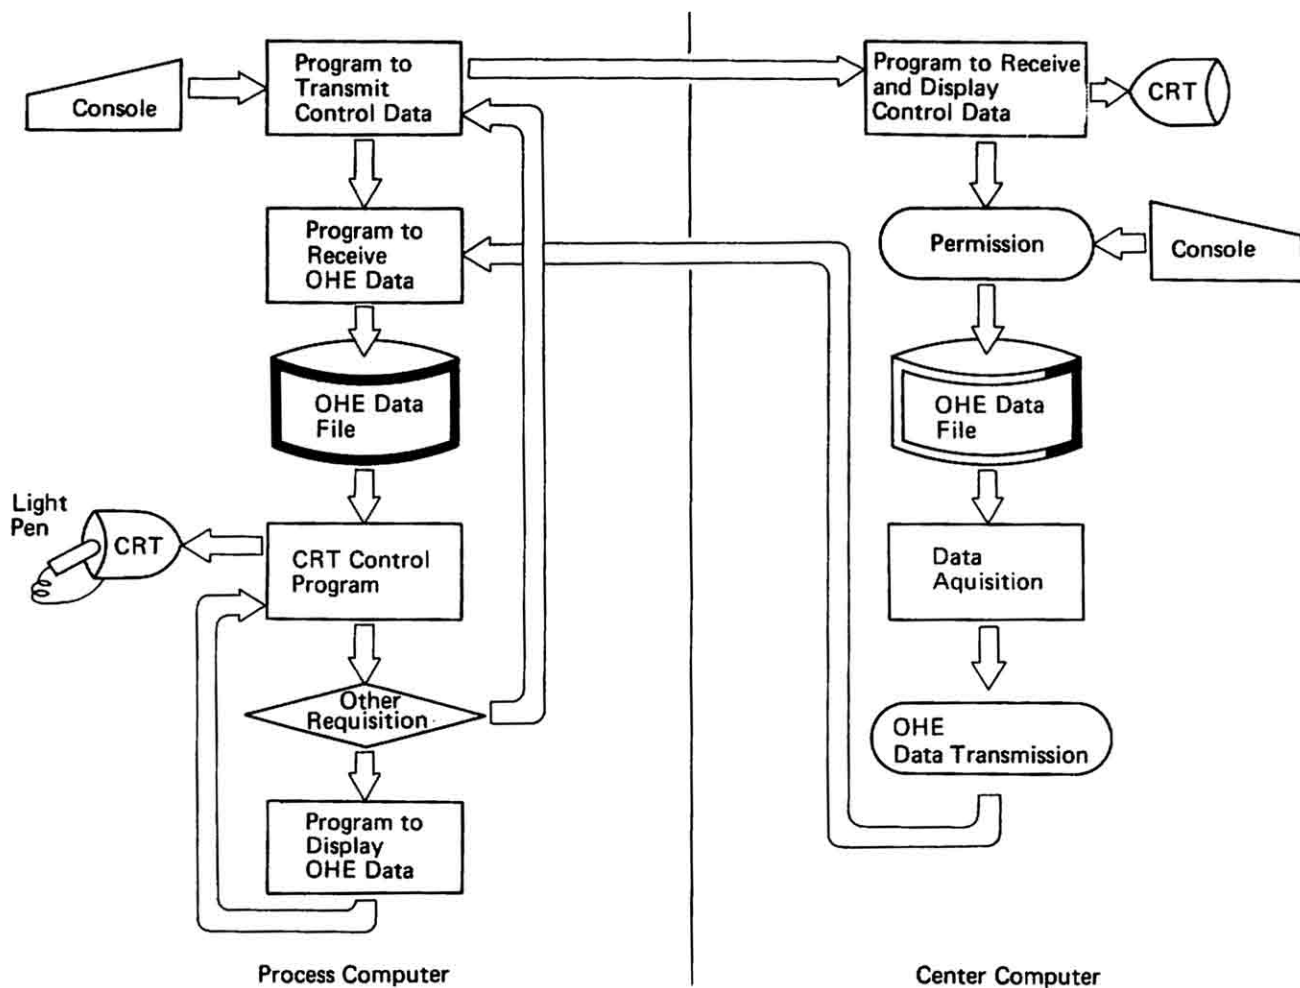 Console
Program to
Transmit
Control Data
Program to Receive
and Display
Control Data
CRT
Program to
Receive
OHE Data
Permission
Console
OHE Data
File
OHE Data
File
Light
Pen
CRT
CRT Control
Program
Data
Aquisition
Other
Requisition
OHE
Data Transmission
Program to
Display
OHE Data
Process Computer
Center Computer